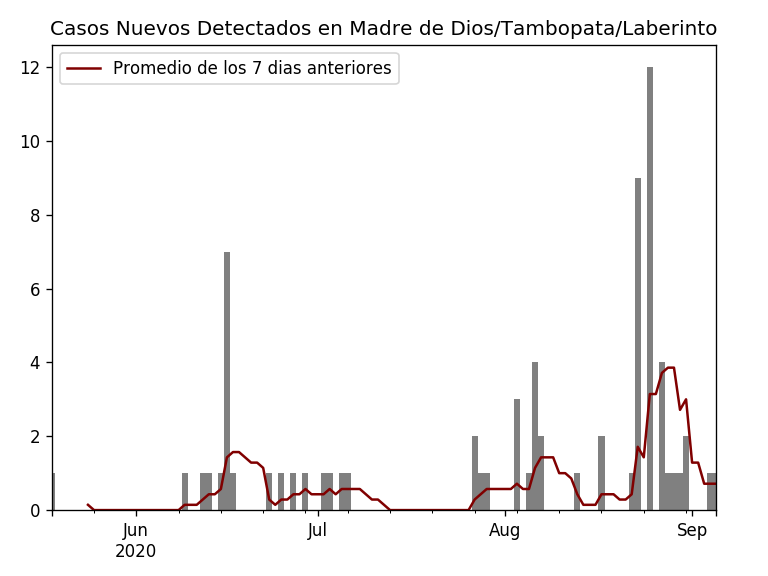 Casos Nuevos Detectados en Madre de Dios/Tambopata/Laberinto
Promedio de los 7 dias anteriores
12
10
8
6
4
2
0
Jun Jul Aug Sep
2020